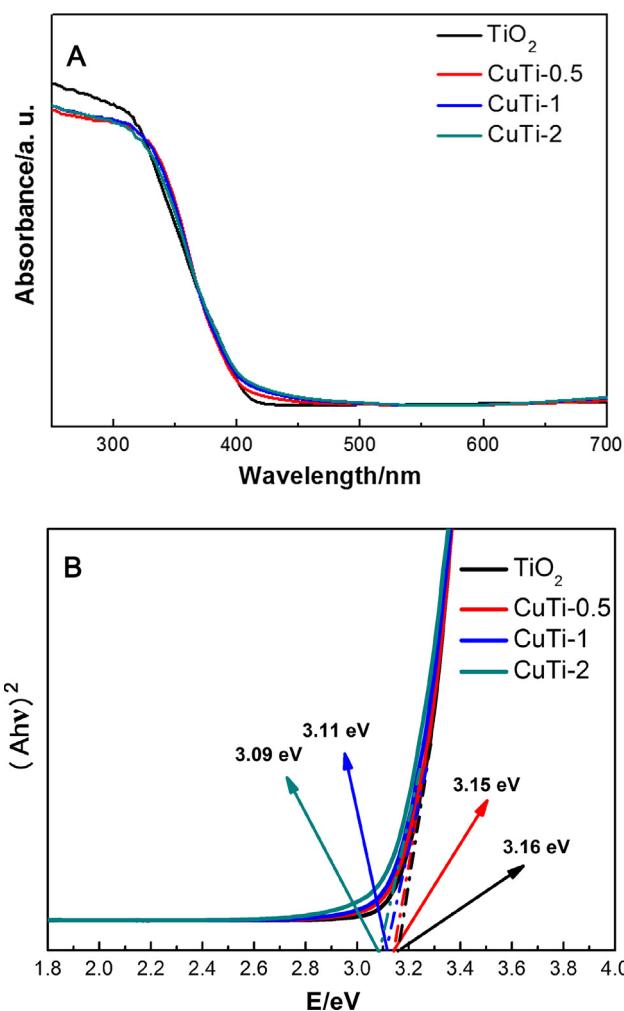 A
TiO2
CuTi-0.5
CuTi-1
CuTi-2
Absorbance/a. u.
300 400 500 600 700
Wavelength/nm
B
TiO2
CuTi-0.5
CuTi-1
CuTi-2
(Ahν)2
3.11 eV
3.09 eV
3.15 eV
3.16 eV
1.8 2.0 2.2 2.4 2.6 2.8 3.0 3.2 3.4 3.6 3.8 4.0
E/eV